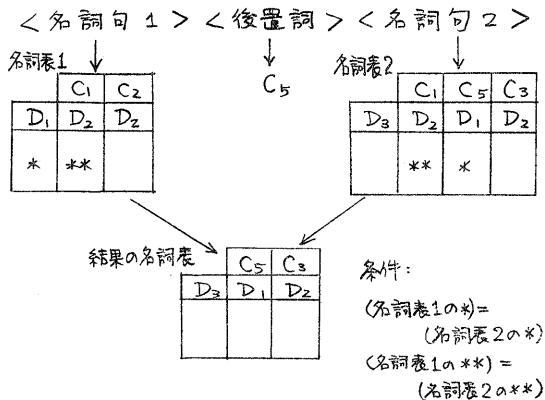 <名詞句1> <後置詞> <名詞句2>
名詞表1
C₅
名詞表2
C₁ C₂
D₁ D₂ D₂
* **
C₁ C₅ C₃
D₃ D₂ D₁ D₂
** *
結果の名詞表
C₅ C₃
D₃ D₁ D₂
条件:
(名詞表1の*)=
(名詞表2の*)
(名詞表1の**)=
(名詞表2の**)